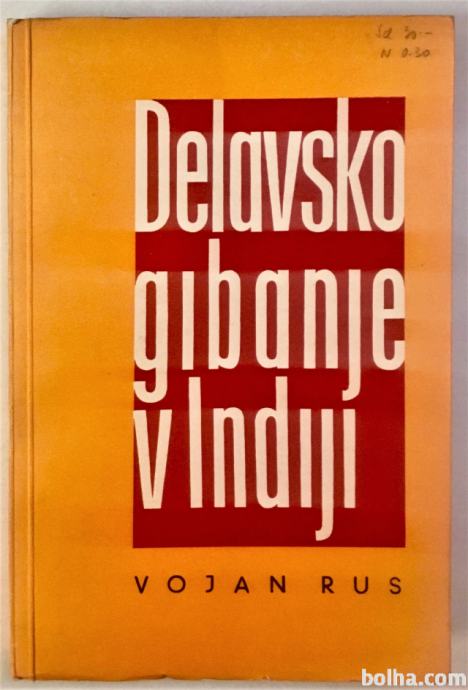 Delavsko
gibanje
v Indiji
VOJAN RUS
bolha.com